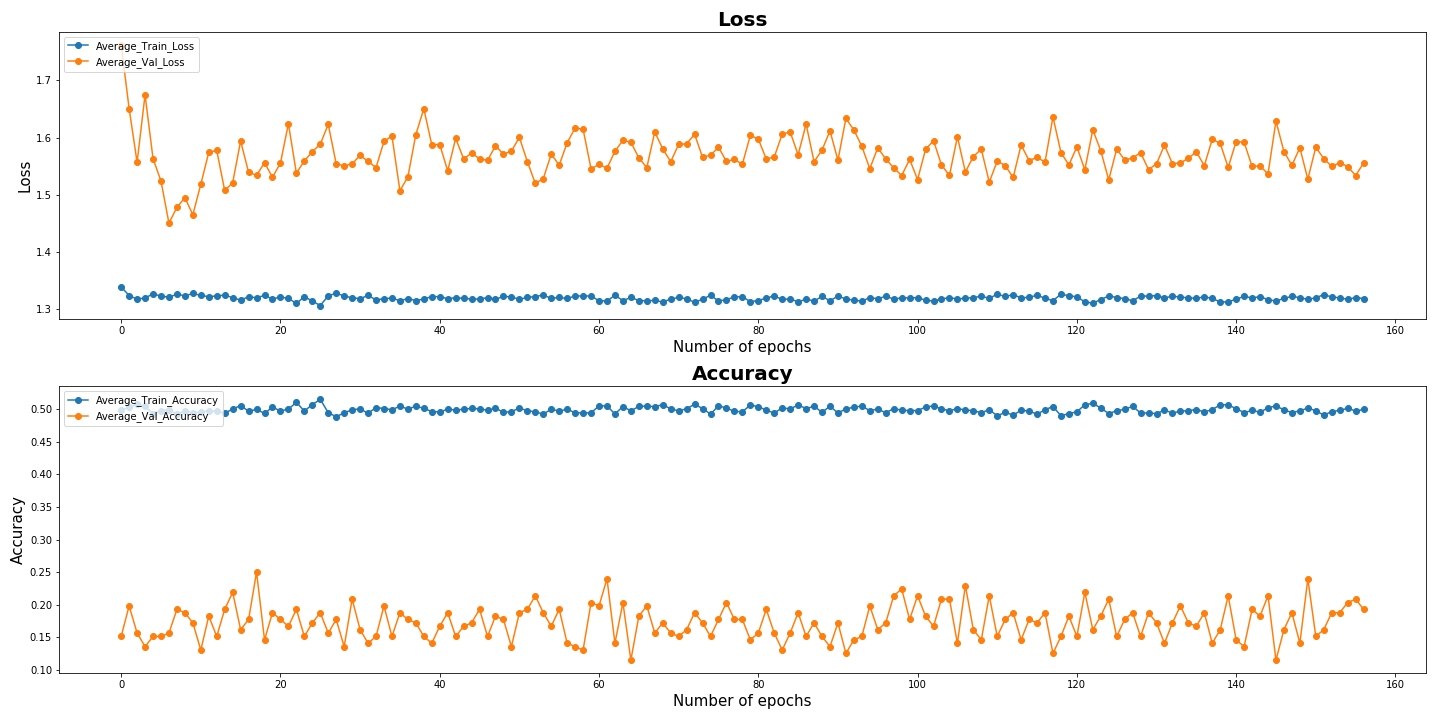 Loss
Average_Train_Loss
Average_Val_Loss
1.7
1.6
1.5
1.4
1.3
Loss
0 20 40 60 80 100 120 140 160
Number of epochs
Accuracy
Average_Train_Accuracy
Average_Val_Accuracy
0.50
0.45
0.40
0.35
0.30
0.25
0.20
0.15
0.10
Accuracy
0 20 40 60 80 100 120 140 160
Number of epochs